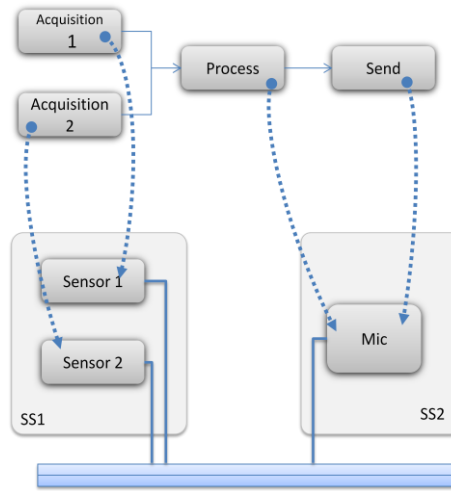 Acquisition
1
Acquisition
2
Process
Send
Sensor 1
Sensor 2
SS1
Mic
SS2